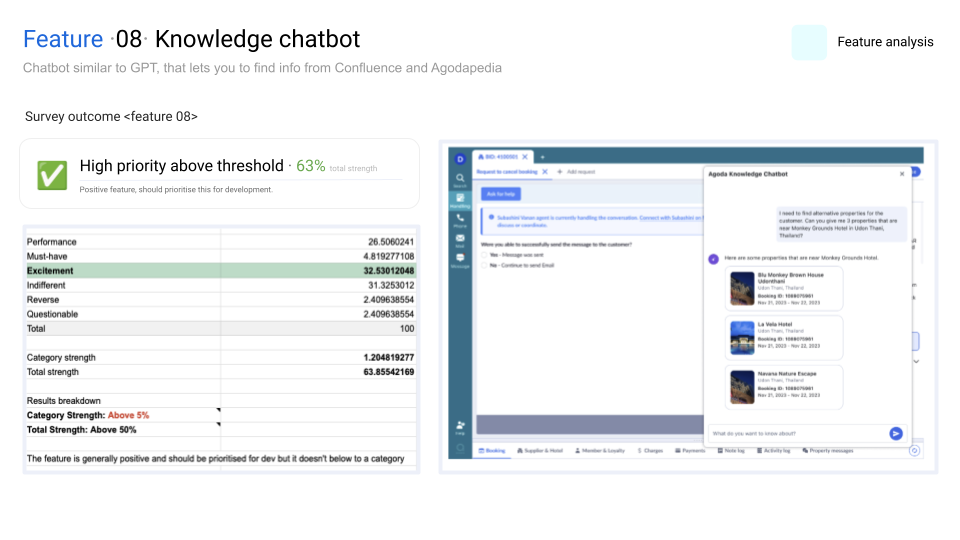 Feature ·08· Knowledge chatbot
Feature analysis
Chatbot similar to GPT, that lets you to find info from Confluence and Agodapedia
Survey outcome <feature 08>
High priority above threshold · 63% total strength
Positive feature, should prioritise this for development.
Performance 26.5060241
Must-have 4.819277108
Excitement 32.53012048
Indifferent 31.3253012
Reverse 2.409638554
Questionable 2.409638554
Total 100
Category strength 1.204819277
Total strength 63.85542169
Results breakdown
Category Strength: Above 5%
Total Strength: Above 50%
The feature is generally positive and should be prioritised for dev but it doesn't below to a category
D
BID: 4100501
Request to cancel booking
Add request
Search
Handling
Phone
Mail
Message
Ask for help
agent is currently handling the conversation.
discuss or coordinate.
Were you able to successfully send the message to the customer?
Yes - Message was sent
No - Continue to send Email
Agoda Knowledge Chatbot
I need to find alternative properties for the
customer. Can you give me 3 properties that are
near Monkey Grounds Hotel in Udon Thani,
Thailand?
Here are some properties that are near Monkey Grounds Hotel.
Blu Monkey Brown House
Udonthani
Udon Thani, Thailand
Booking ID: 1088075981
Nov 21, 2023 - Nov 22, 2023
La Vela Hotel
Udon Thani, Thailand
Booking ID: 1088075981
Nov 21, 2023 - Nov 22, 2023
Navana Nature Escape
Udon Thani, Thailand
Booking ID: 1088075981
Nov 21, 2023 - Nov 22, 2023
What do you want to know about?
Booking
Supplier & Hotel
Member & Loyalty
$ Charges
Payments
Note log
Activity log
Property messages